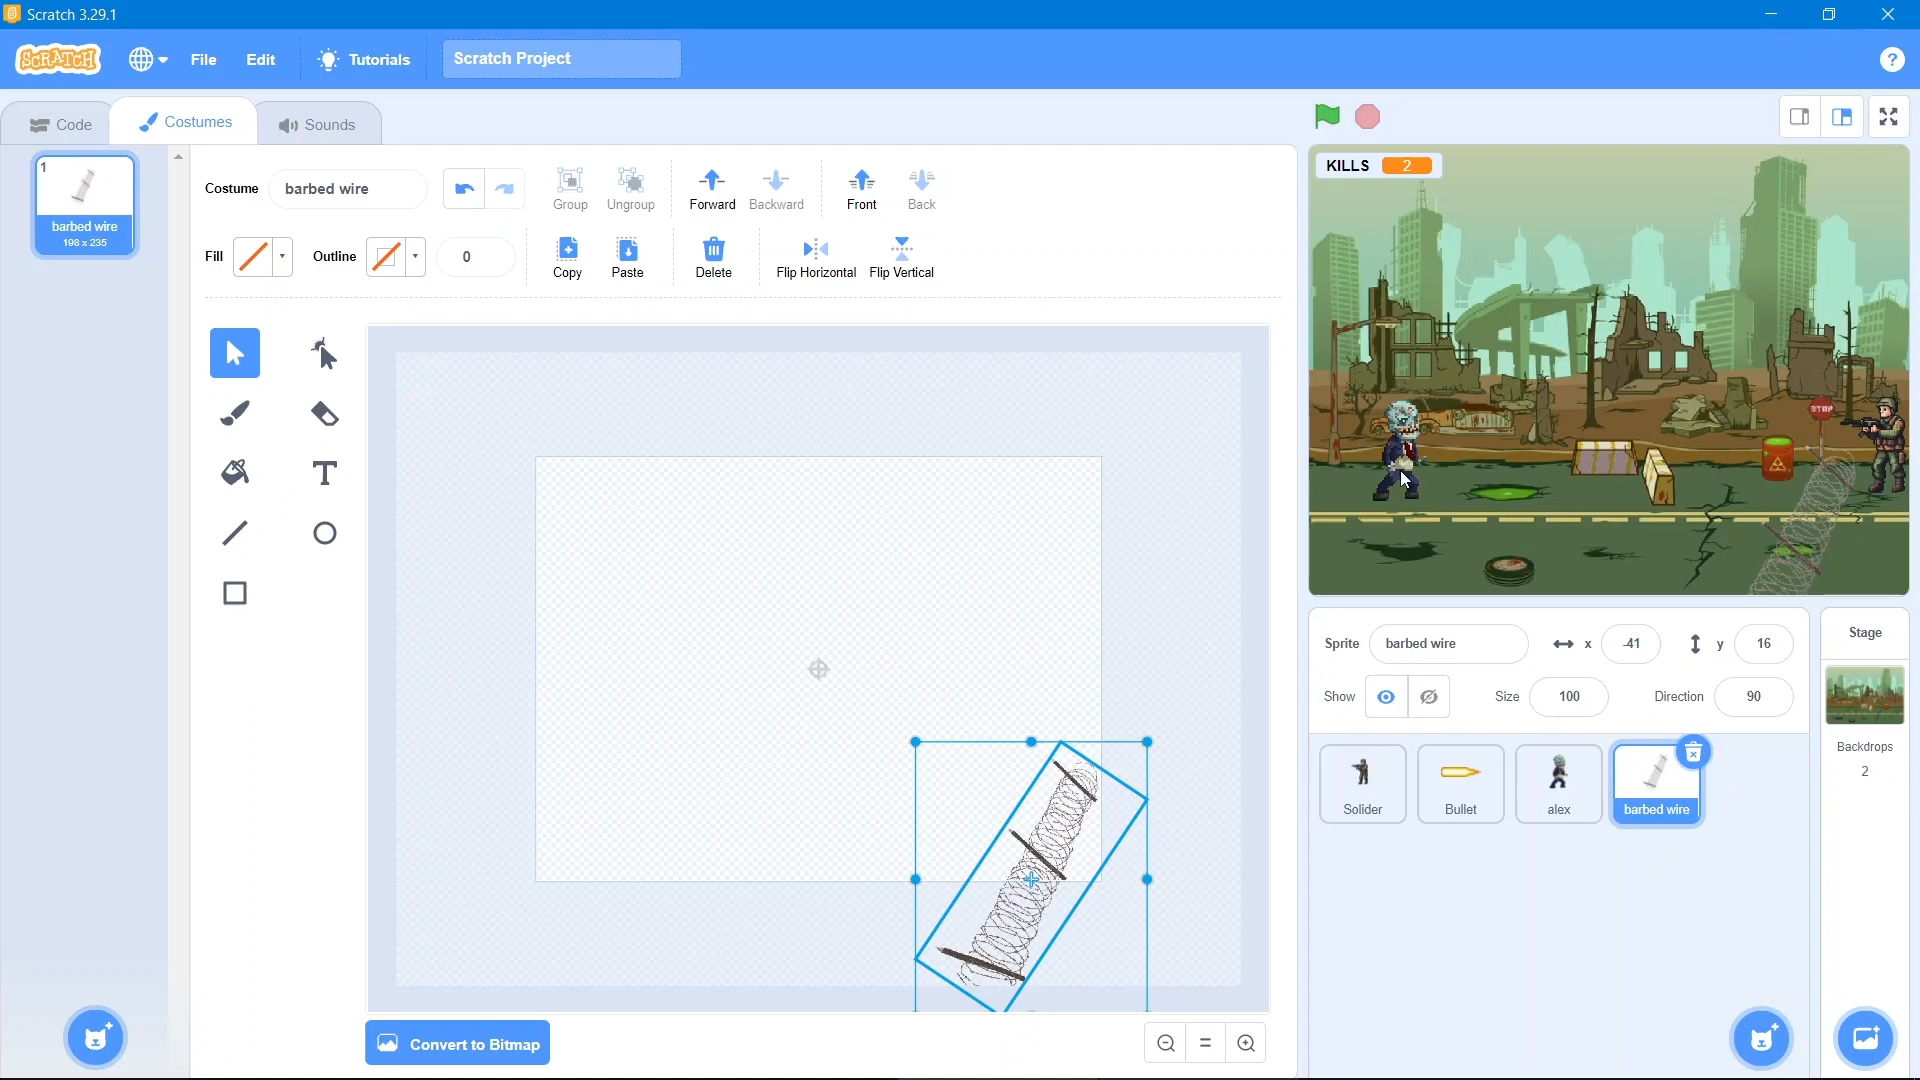 Scratch 3.29.1
SCRATCH
File
Edit
Tutorials
Scratch Project
?
Code
Costumes
Sounds
1
barbed wire
198 x 235
Costume
barbed wire
Group
Ungroup
Forward
Backward
Front
Back
Fill
Outline
0
Copy
Paste
Delete
Flip Horizontal
Flip Vertical
T
Convert to Bitmap
KILLS 2
STOP
Sprite
barbed wire
x
-41
y
16
Show
Size
100
Direction
90
Solider
Bullet
alex
barbed wire
Stage
Backdrops
2